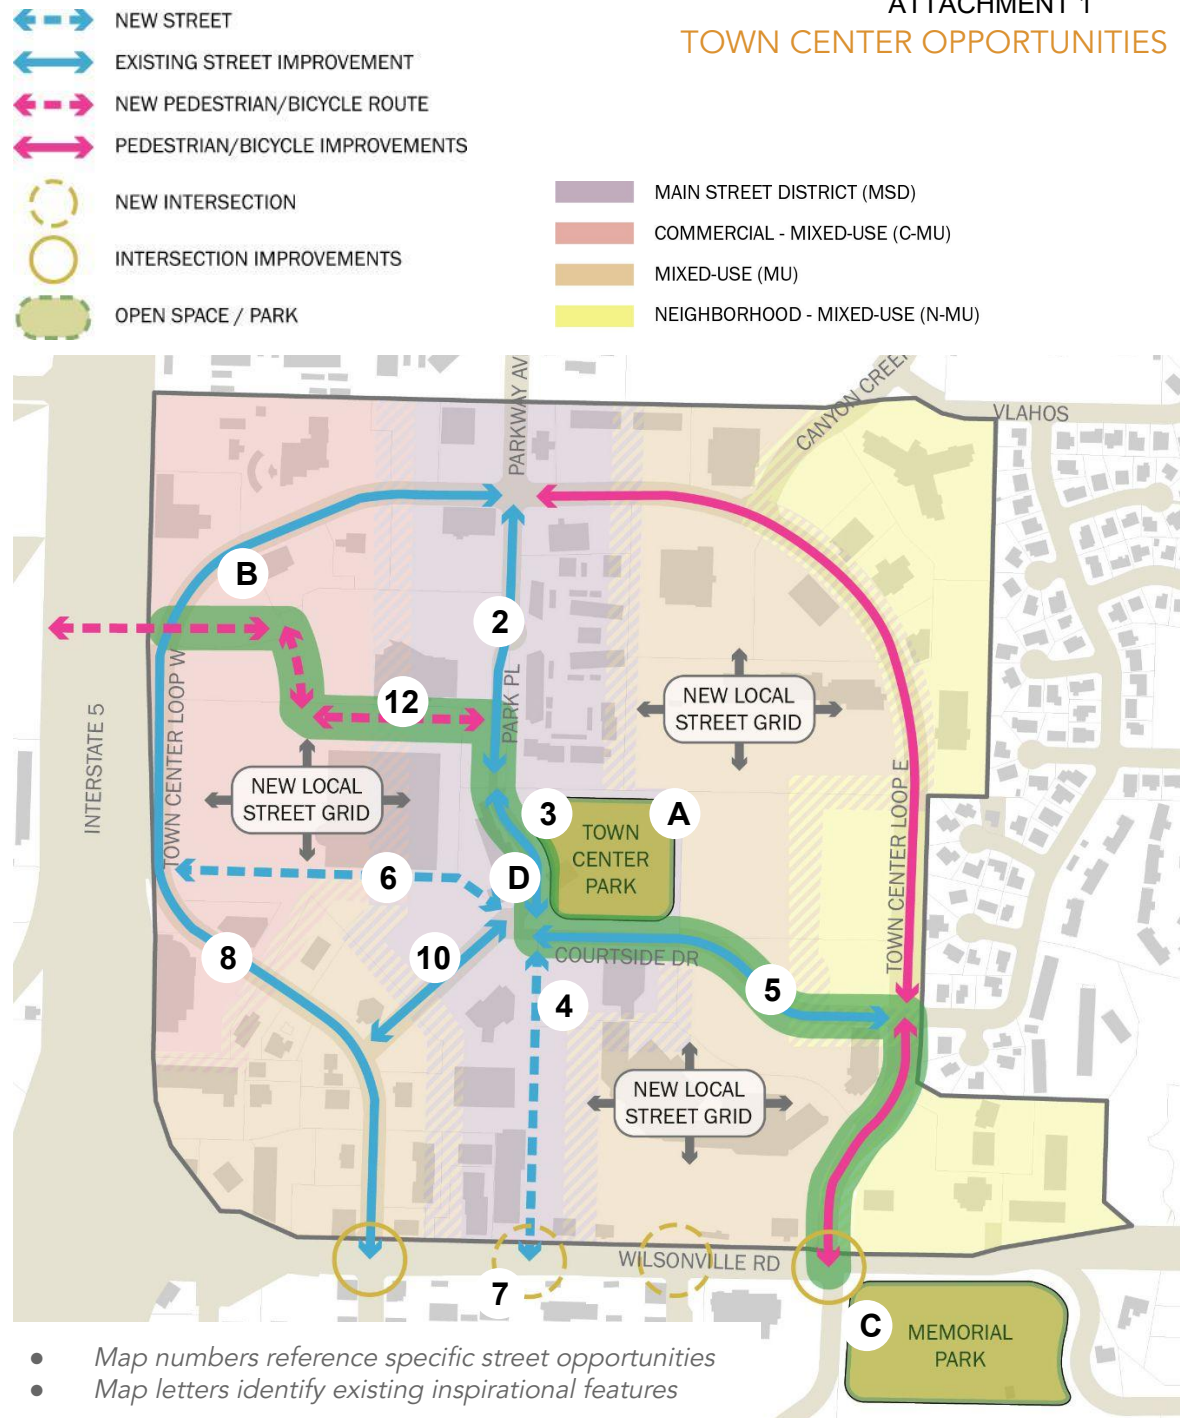 ATTACHMENT 1
TOWN CENTER OPPORTUNITIES
NEW STREET
EXISTING STREET IMPROVEMENT
NEW PEDESTRIAN/BICYCLE ROUTE
PEDESTRIAN/BICYCLE IMPROVEMENTS
NEW INTERSECTION
INTERSECTION IMPROVEMENTS
OPEN SPACE / PARK
MAIN STREET DISTRICT (MSD)
COMMERCIAL - MIXED-USE (C-MU)
MIXED-USE (MU)
NEIGHBORHOOD - MIXED-USE (N-MU)
PARKWAY AV
CANYON CREEK
VLAHOS
B
2
12
PARK PL
TOWN CENTER LOOP W
INTERSTATE 5
NEW LOCAL
STREET GRID
NEW LOCAL
STREET GRID
TOWN CENTER LOOP E
3
A
TOWN
CENTER
PARK
6
D
8
10
COURTSIDE DR
4
5
NEW LOCAL
STREET GRID
WILSONVILLE RD
7
C
MEMORIAL
PARK
● Map numbers reference specific street opportunities
● Map letters identify existing inspirational features